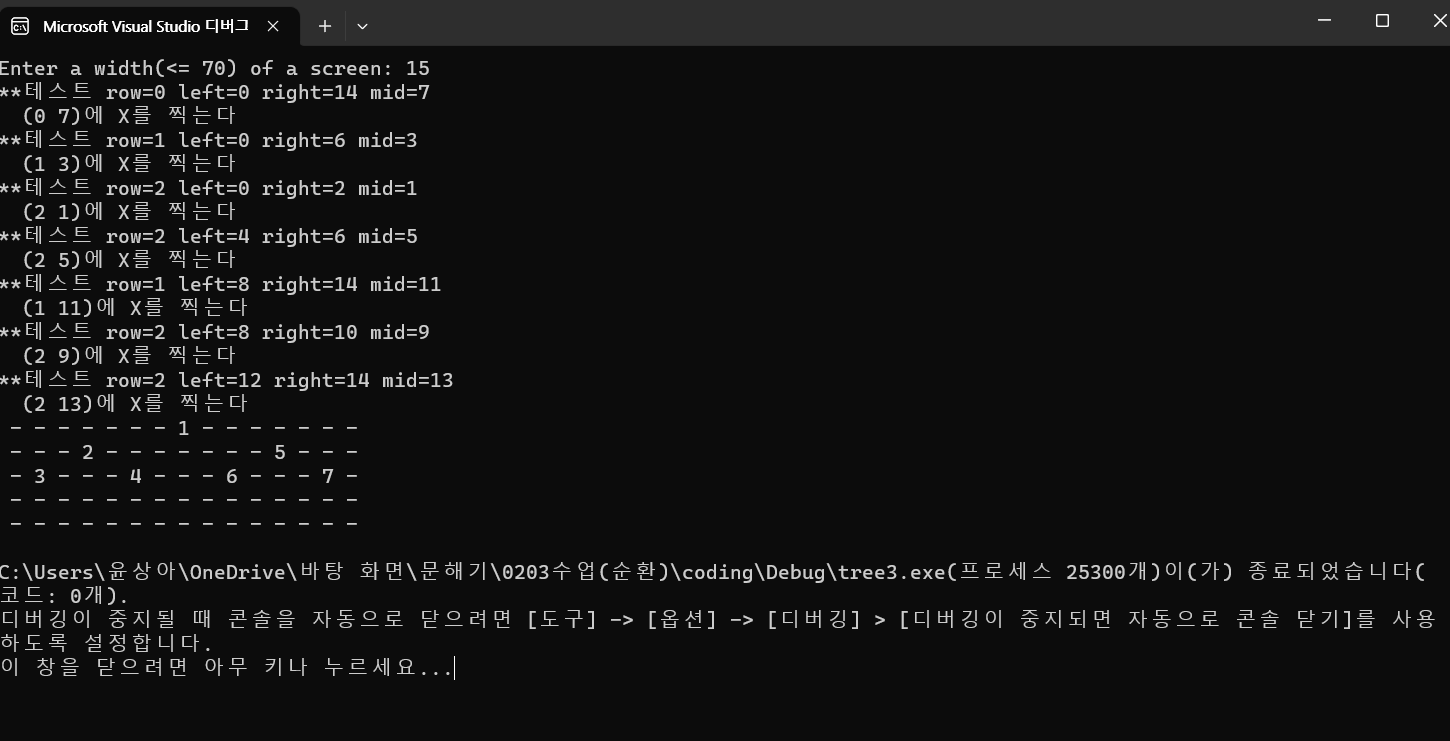 Microsoft Visual Studio 디버그
Enter a width(<= 70) of a screen: 15
**테스트 row=0 left=0 right=14 mid=7
  (0 7)에 X를 찍는다
**테스트 row=1 left=0 right=6 mid=3
  (1 3)에 X를 찍는다
**테스트 row=2 left=0 right=2 mid=1
  (2 1)에 X를 찍는다
**테스트 row=2 left=4 right=6 mid=5
  (2 5)에 X를 찍는다
**테스트 row=1 left=8 right=14 mid=11
  (1 11)에 X를 찍는다
**테스트 row=2 left=8 right=10 mid=9
  (2 9)에 X를 찍는다
**테스트 row=2 left=12 right=14 mid=13
  (2 13)에 X를 찍는다
 - - - - - - - 1 - - - - - - -
 - - - 2 - - - - - - - 5 - - -
 - 3 - - - 4 - - - 6 - - - 7 -
 - - - - - - - - - - - - - - -
 - - - - - - - - - - - - - - -
C:\Users\윤상아\OneDrive\바탕 화면\문해기\0203수업(순환)\coding\Debug\tree3.exe(프로세스 25300개)이(가) 종료되었습니다(
코드: 0개).
디버깅이 중지될 때 콘솔을 자동으로 닫으려면 [도구] -> [옵션] -> [디버깅] > [디버깅이 중지되면 자동으로 콘솔 닫기]를 사용
하도록 설정합니다.
이 창을 닫으려면 아무 키나 누르세요...